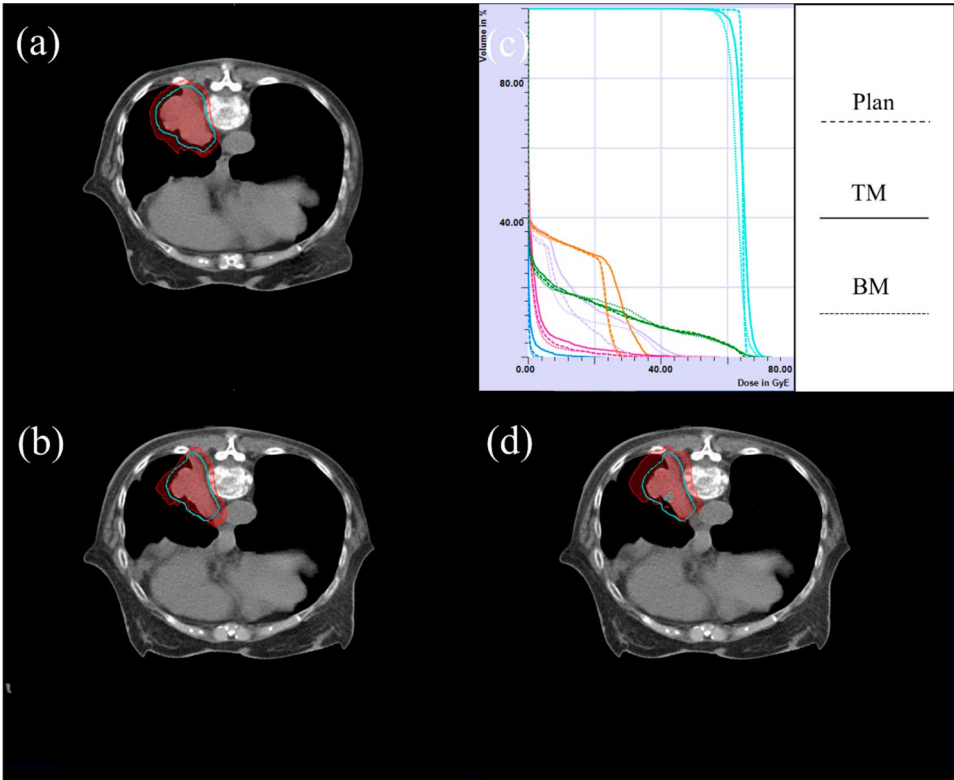 (a)
(c)
Volume in %
80.00
40.00
0.00
40.00
80.00
Dose in GyE
Plan
TM
BM
(b)
(d)